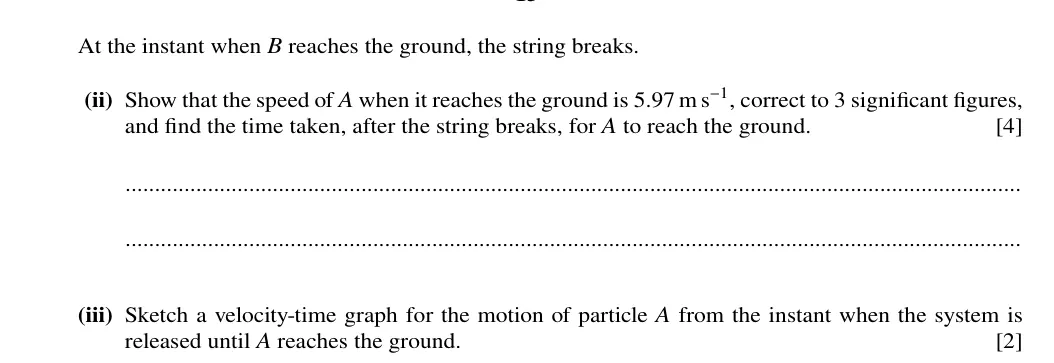 At the instant when B reaches the ground, the string breaks.
(ii) Show that the speed of A when it reaches the ground is 5.97 m s⁻¹, correct to 3 significant figures,
and find the time taken, after the string breaks, for A to reach the ground. [4]
(iii) Sketch a velocity-time graph for the motion of particle A from the instant when the system is
released until A reaches the ground. [2]